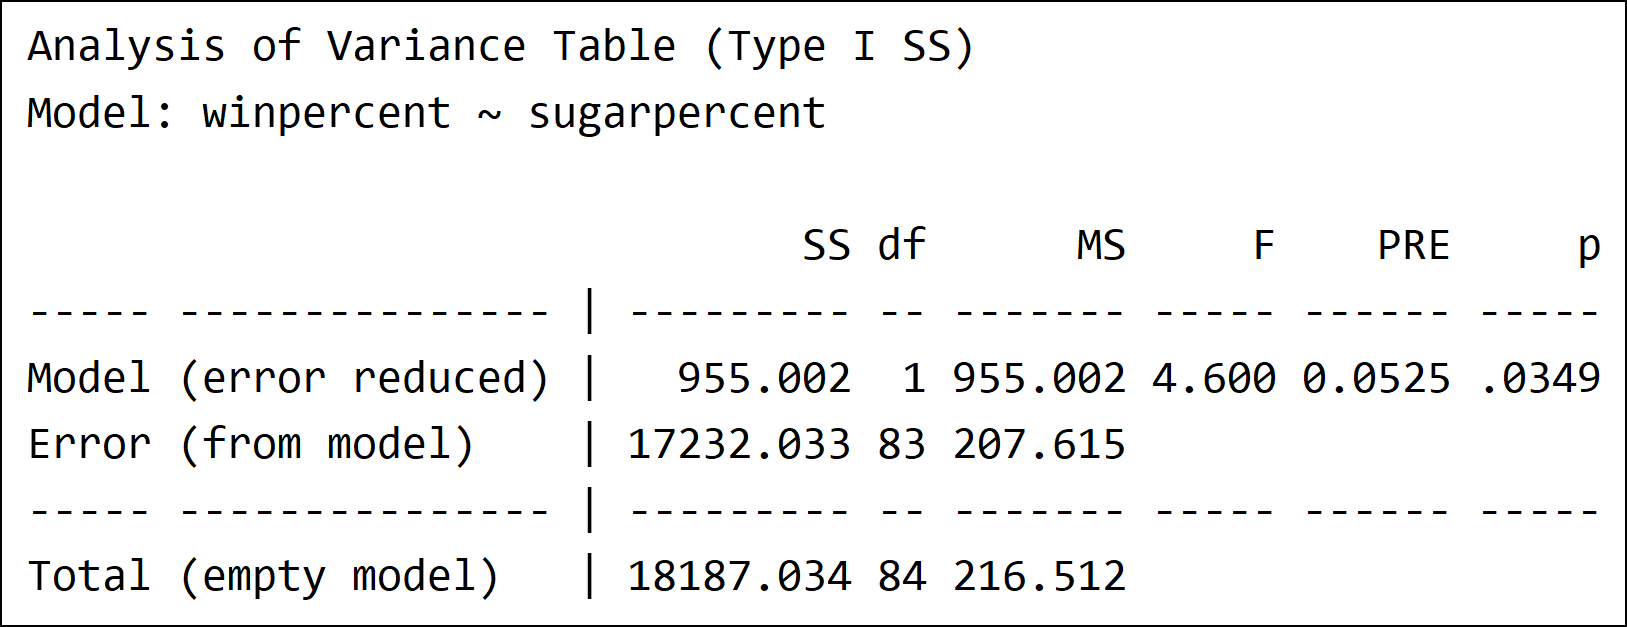 Analysis of Variance Table (Type I SS)
Model: winpercent ~ sugarpercent
SS df MS F PRE p
----- --------------- | --------- -- ------- ----- ------ -----
Model (error reduced) | 955.002 1 955.002 4.600 0.0525 .0349
Error (from model) | 17232.033 83 207.615
----- --------------- | --------- -- ------- ----- ------ -----
Total (empty model) | 18187.034 84 216.512